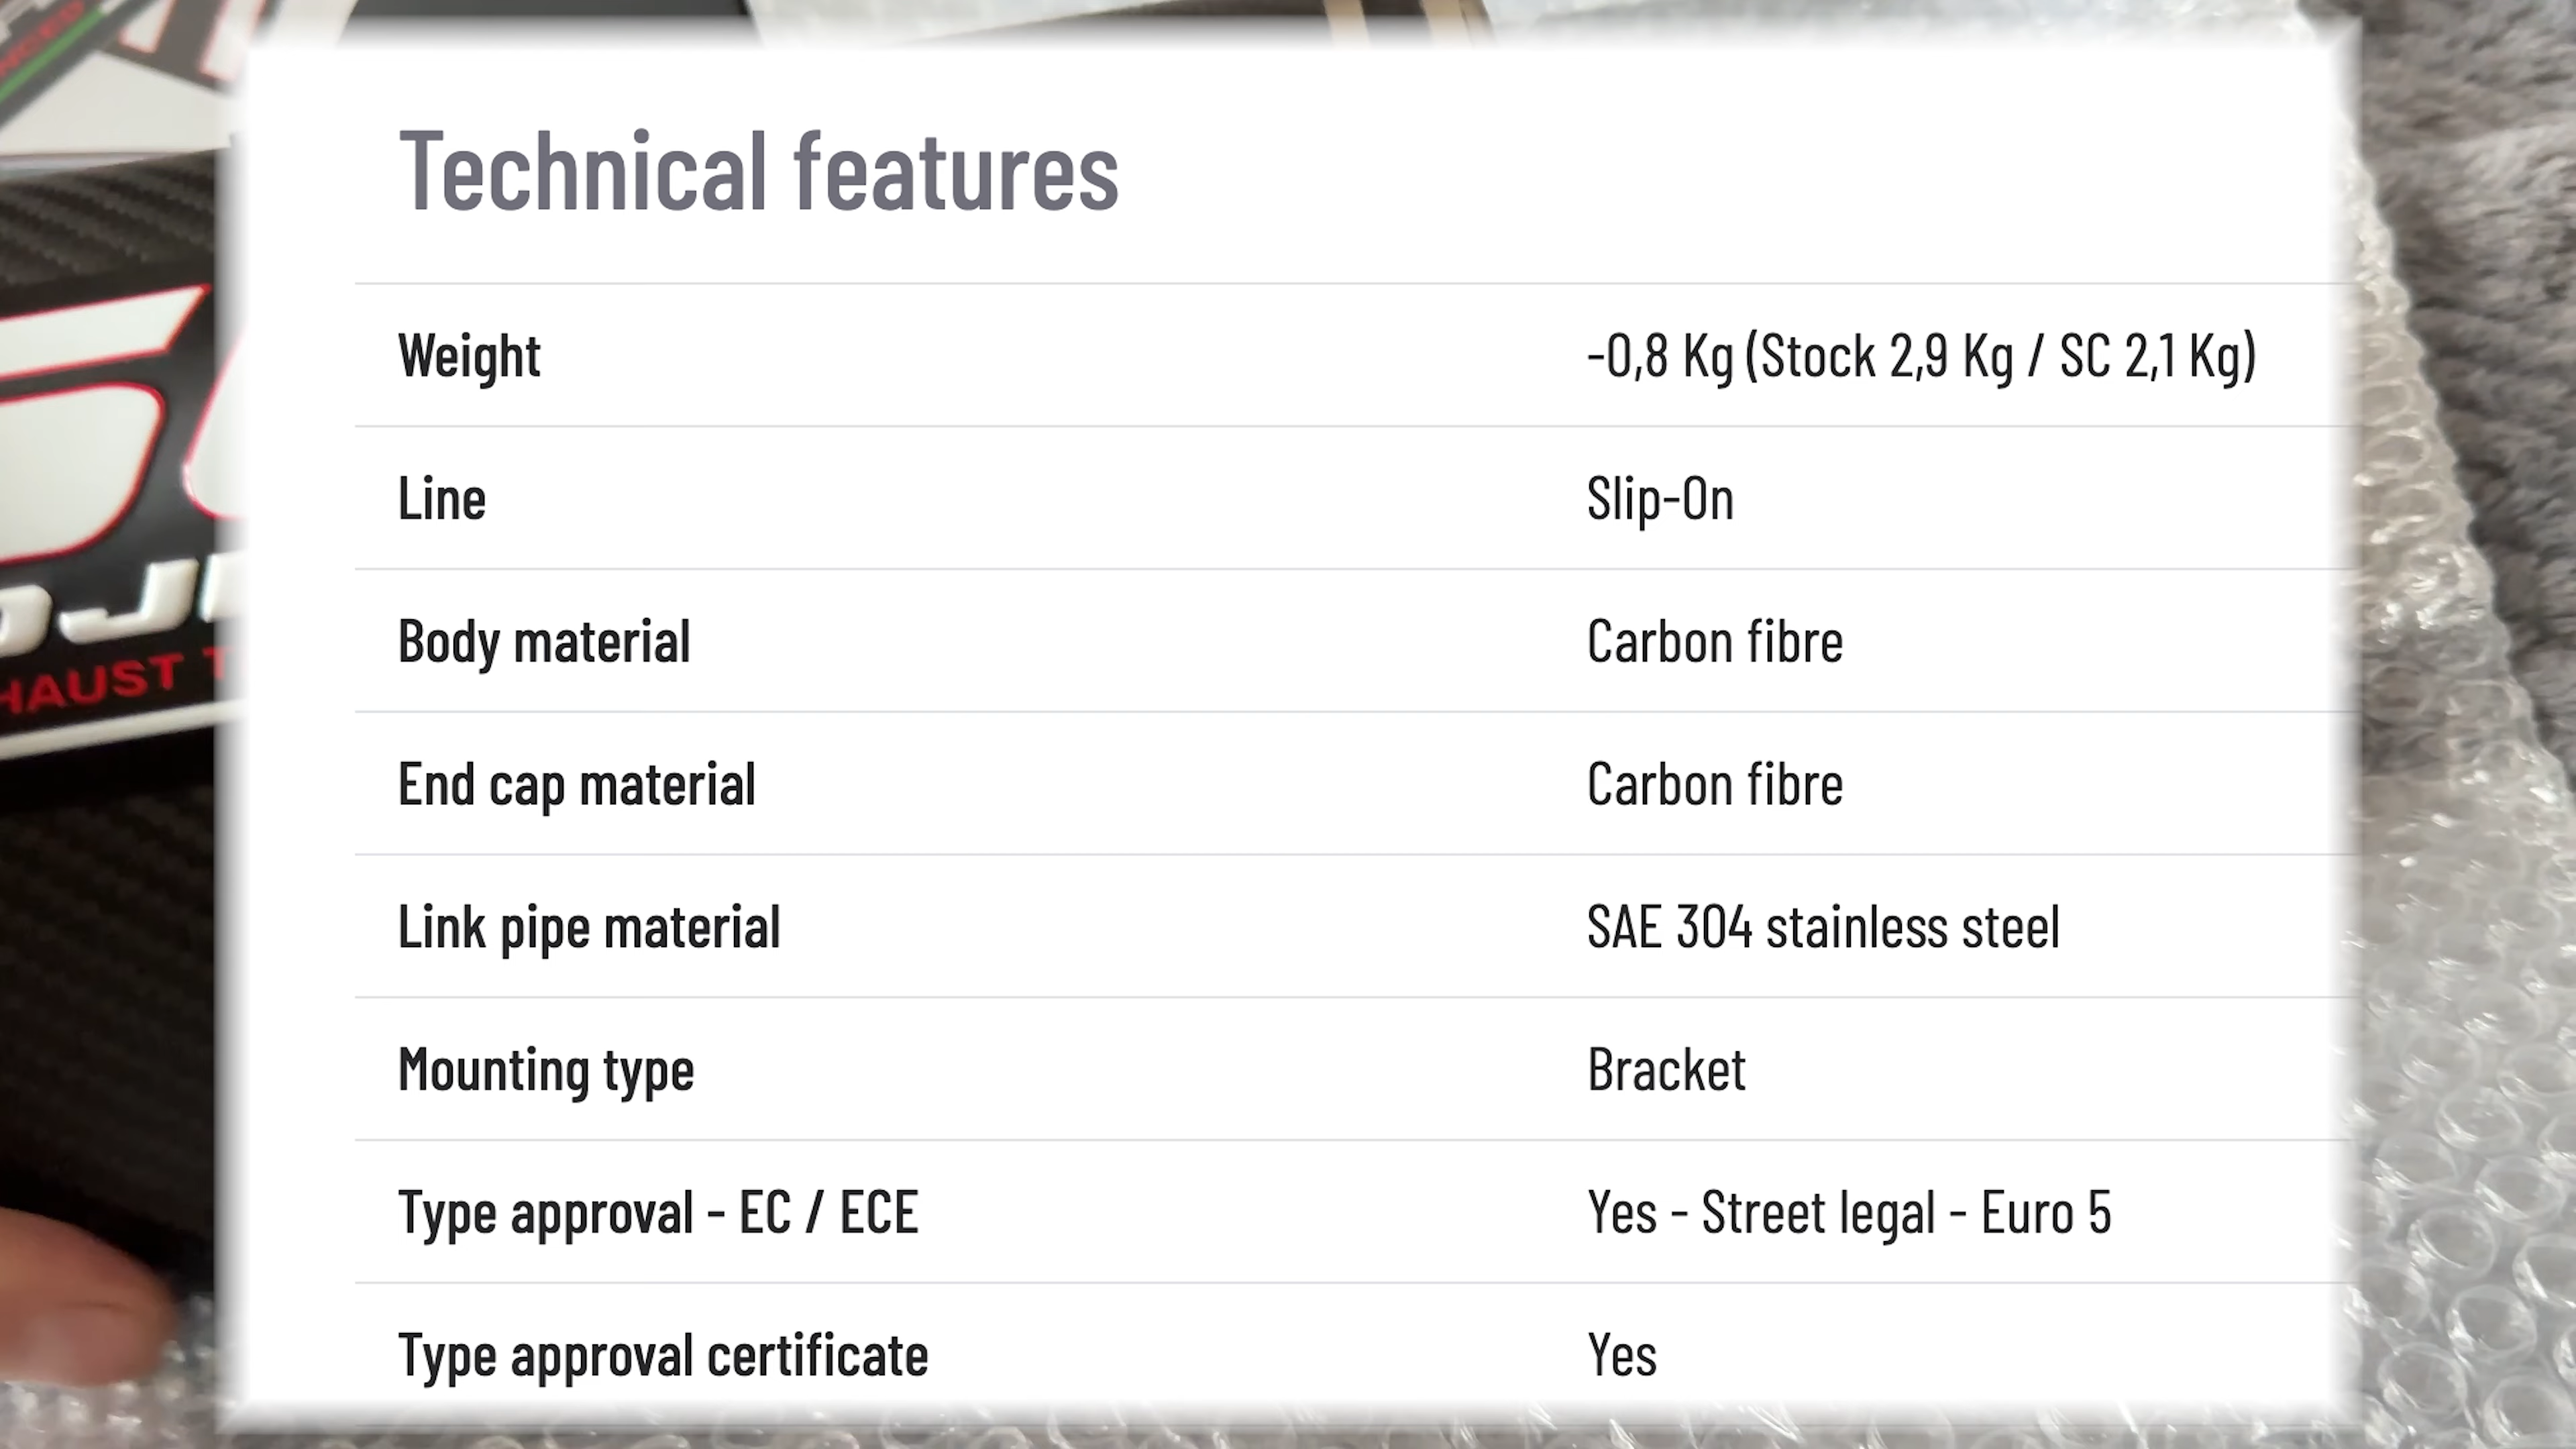 Technical features
Weight -0,8 Kg (Stock 2,9 Kg / SC 2,1 Kg)
Line Slip-On
Body material Carbon fibre
End cap material Carbon fibre
Link pipe material SAE 304 stainless steel
Mounting type Bracket
Type approval - EC / ECE Yes - Street legal - Euro 5
Type approval certificate Yes